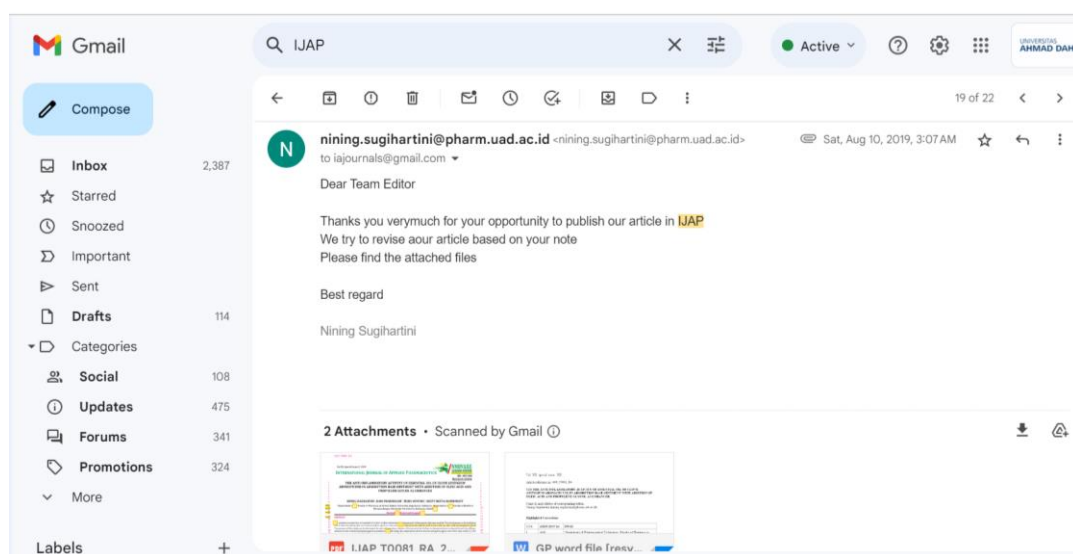 Gmail
IJAP
Active
UNIVERSITAS
AHMAD DAH
Compose
19 of 22
Inbox 2,387
Starred
Snoozed
Important
Sent
Drafts 114
Categories
Social 108
Updates 475
Forums 341
Promotions 324
More
Labels
N
nining.sugihartini@pharm.uad.ac.id <nining.sugihartini@pharm.uad.ac.id>
Sat, Aug 10, 2019, 3:07 AM
to iajournals@gmail.com
Dear Team Editor
Thanks you verymuch for your opportunity to publish our article in IJAP
We try to revise aour article based on your note
Please find the attached files
Best regard
Nining Sugihartini
2 Attachments • Scanned by Gmail
PDF IJAP T0081 RA_2...
W GP word file [resv...